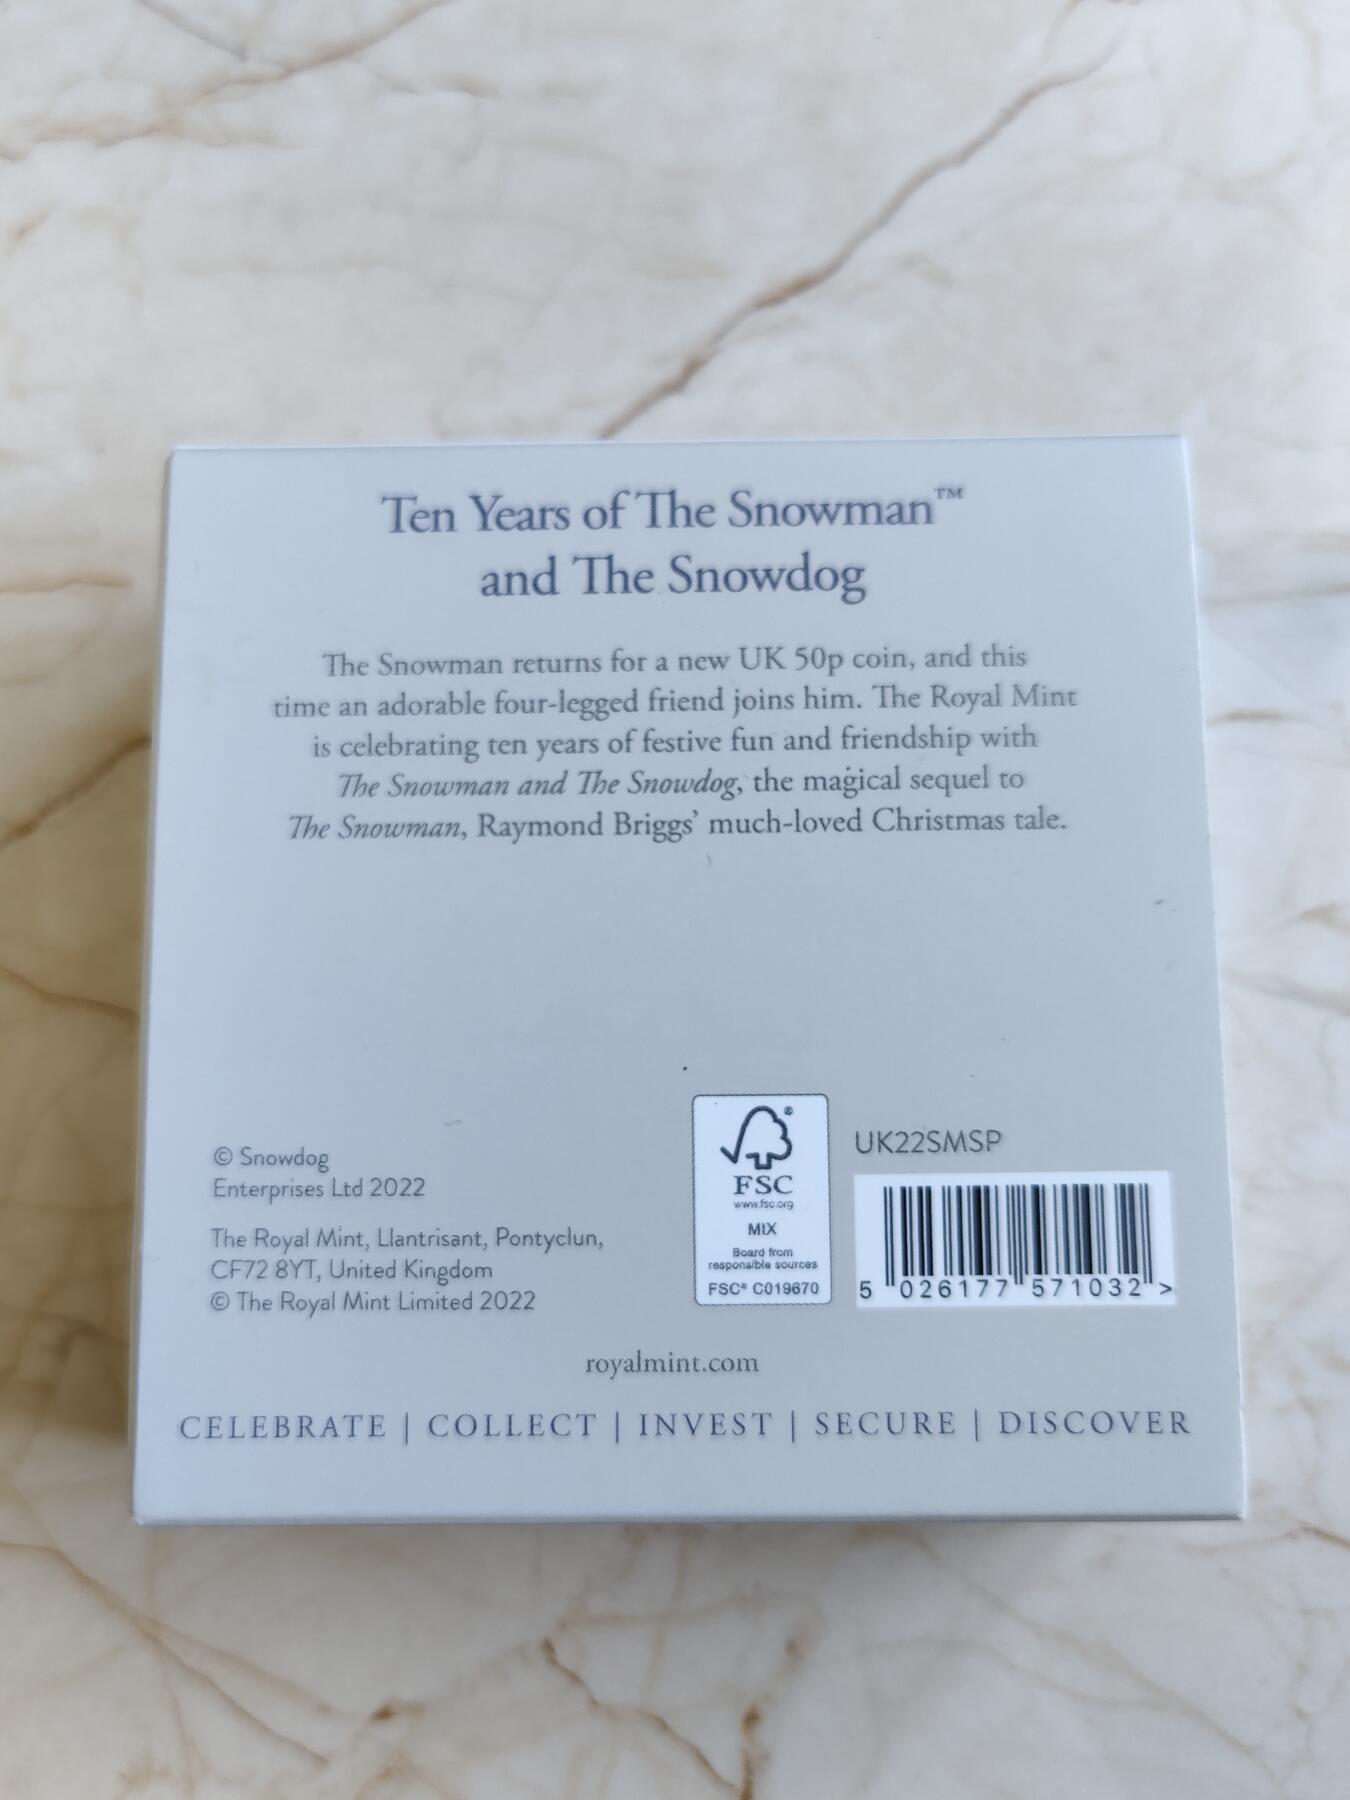 Ten Years of The Snowman™
and The Snowdog
The Snowman returns for a new UK 50p coin, and this
time an adorable four-legged friend joins him. The Royal Mint
is celebrating ten years of festive fun and friendship with
The Snowman and The Snowdog, the magical sequel to
The Snowman, Raymond Briggs’ much-loved Christmas tale.
© Snowdog
Enterprises Ltd 2022
The Royal Mint, Llantrisant, Pontyclun,
CF72 8YT, United Kingdom
© The Royal Mint Limited 2022
®
FSC
www.fsc.org
MIX
Board from
responsible sources
FSC® C019670
UK22SMSP
5 026177 571032 >
royalmint.com
CELEBRATE | COLLECT | INVEST | SECURE | DISCOVER